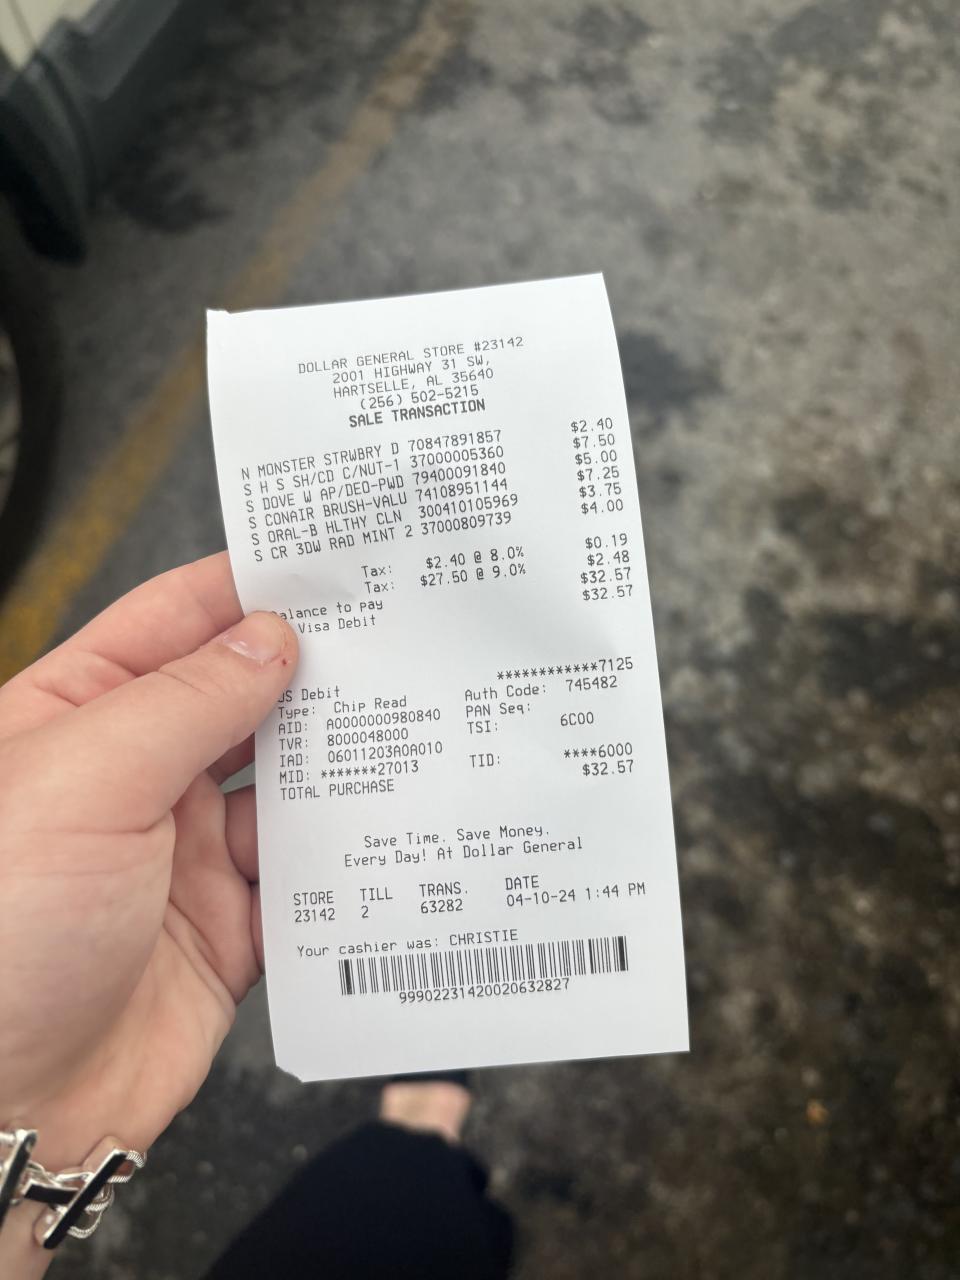 DOLLAR GENERAL STORE #23142
2001 HIGHWAY 31 SW,
HARTSELLE, AL 35640
(256) 502-5215
SALE TRANSACTION
N MONSTER STRWBRY D 70847891857 $2.40
S H S SH/CD C/NUT-1 37000005360 $7.50
S DOVE W AP/DEO-PWD 79400091840 $5.00
S CONAIR BRUSH-VALU 74108951144 $7.25
S ORAL-B HLTHY CLN 300410105969 $3.75
S CR 3DW RAD MINT 2 37000809739 $4.00
Tax: $2.40 @ 8.0% $0.19
Tax: $27.50 @ 9.0% $2.48
alance to pay $32.57
Visa Debit $32.57
US Debit ************7125
Type: Chip Read Auth Code: 745482
AID: A0000000980840 PAN Seq:
TVR: 8000048000 TSI: 6C00
IAD: 06011203A0A010
MID: *******27013 TID: ****6000
TOTAL PURCHASE $32.57
Save Time. Save Money.
Every Day! At Dollar General
STORE TILL TRANS. DATE
23142 2 63282 04-10-24 1:44 PM
Your cashier was: CHRISTIE
99902231420020632827